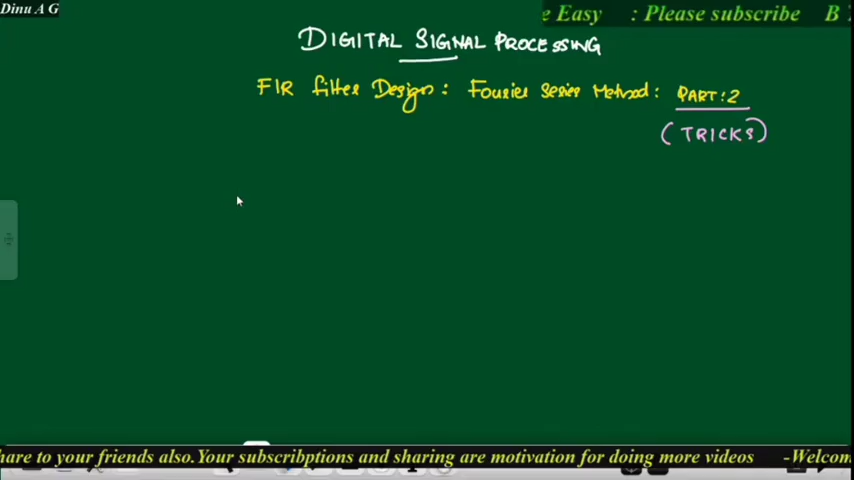 Dinu A G
e Easy : Please subscribe B
DIGITAL SIGNAL PROCESSING
FIR Filter Design: Fourier Series Method: PART:2
(TRICKS)
hare to your friends also.Your subscribptions and sharing are motivation for doing more videos -Welcom